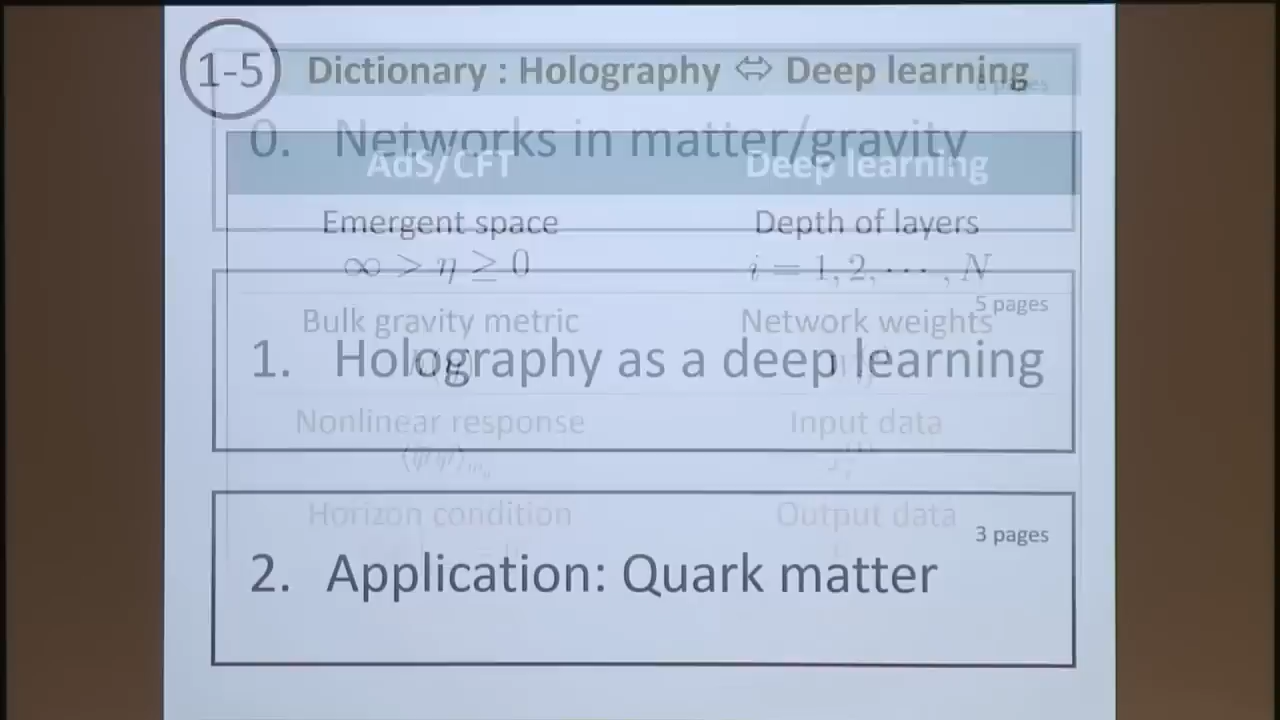 1-5 Dictionary : Holography ⇔ Deep learning
pages
0. Networks in matter/gravity
AdS/CFT Deep learning
Emergent space Depth of layers
∞ > η ≥ 0 i = 1, 2, ⋯ , N
5 pages
Bulk gravity metric Network weights
1. Holography as a deep learning
Nonlinear response Input data
Horizon condition Output data
3 pages
2. Application: Quark matter